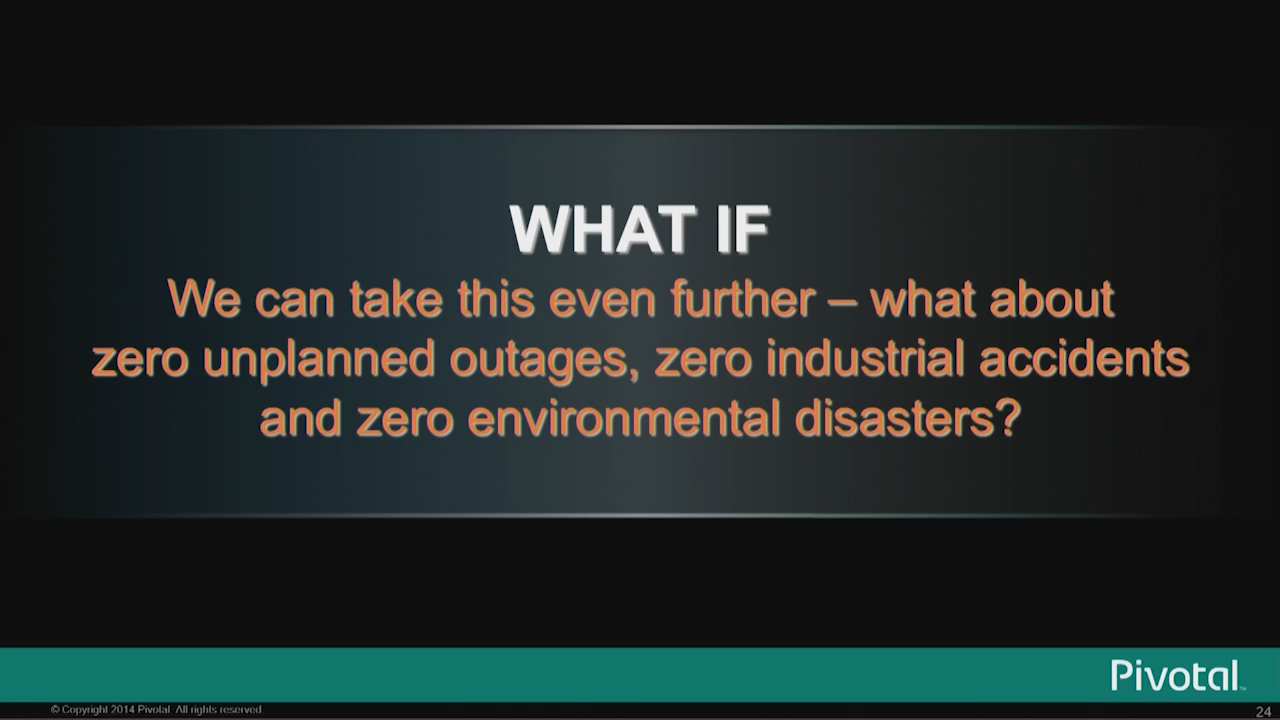 WHAT IF
We can take this even further – what about
zero unplanned outages, zero industrial accidents
and zero environmental disasters?
Pivotal™
© Copyright 2014 Pivotal. All rights reserved.
24